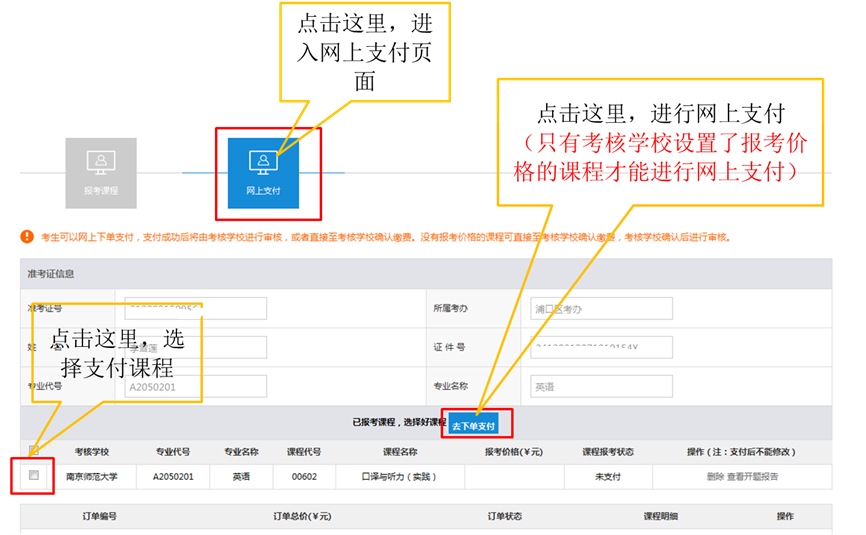 点击这里，进
入网上支付页
面
点击这里，进行网上支付
（只有考核学校设置了报考价
格的课程才能进行网上支付）
报考课程
网上支付
考生可以网上下单支付，支付成功后将由考核学校进行审核，或者直接至考核学校确认缴费。没有报考价格的课程可直接至考核学校确认缴费，考核学校确认后进行审核。
准考证信息
准考证号
所属考办 浦口区考办
点击这里，选
择支付课程
姓 名
证 件 号
专业代号 A2050201
专业名称 英语
已报考课程，选择好课程 去下单支付
考核学校 专业代号 专业名称 课程代号 课程名称 报考价格(￥元) 课程报考状态 操作（注：支付后不能修改）
南京师范大学 A2050201 英语 00602 口译与听力（实践） 未支付 删除 查看开题报告
订单编号 订单总价(￥元) 订单状态 课程明细 操作